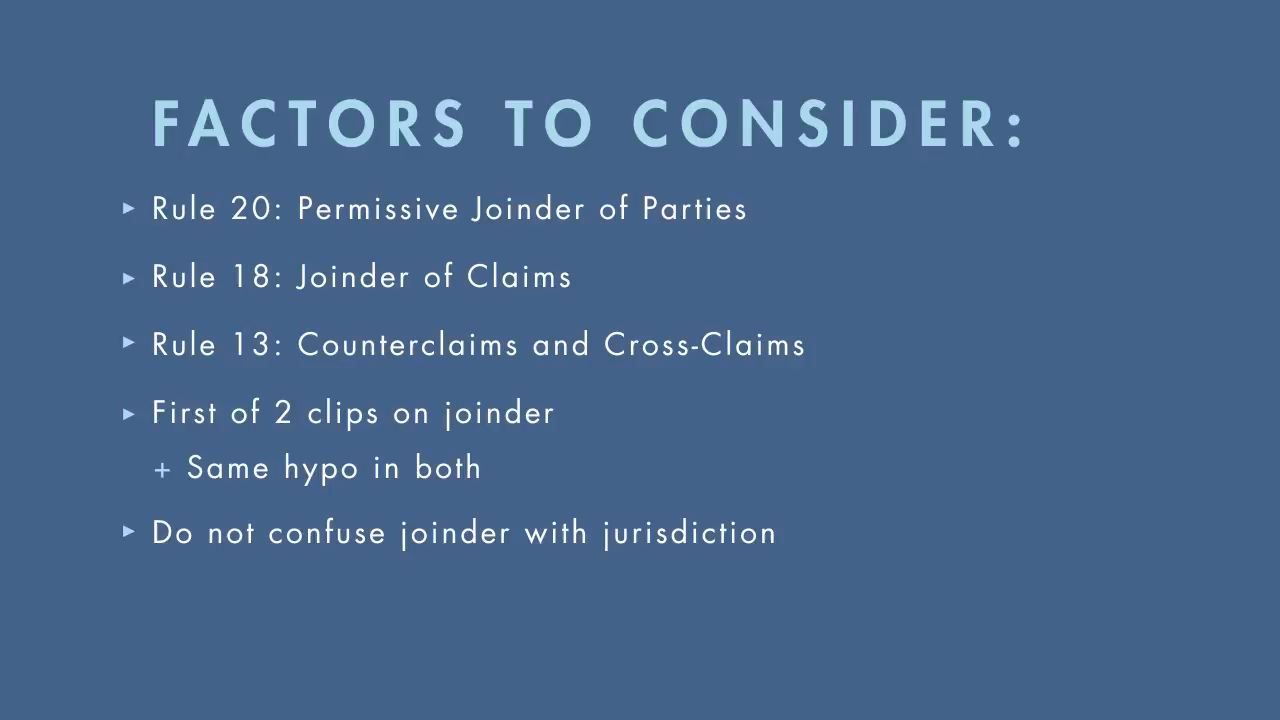 FACTORS TO CONSIDER:
▸ Rule 20: Permissive Joinder of Parties
▸ Rule 18: Joinder of Claims
▸ Rule 13: Counterclaims and Cross-Claims
▸ First of 2 clips on joinder
+ Same hypo in both
▸ Do not confuse joinder with jurisdiction